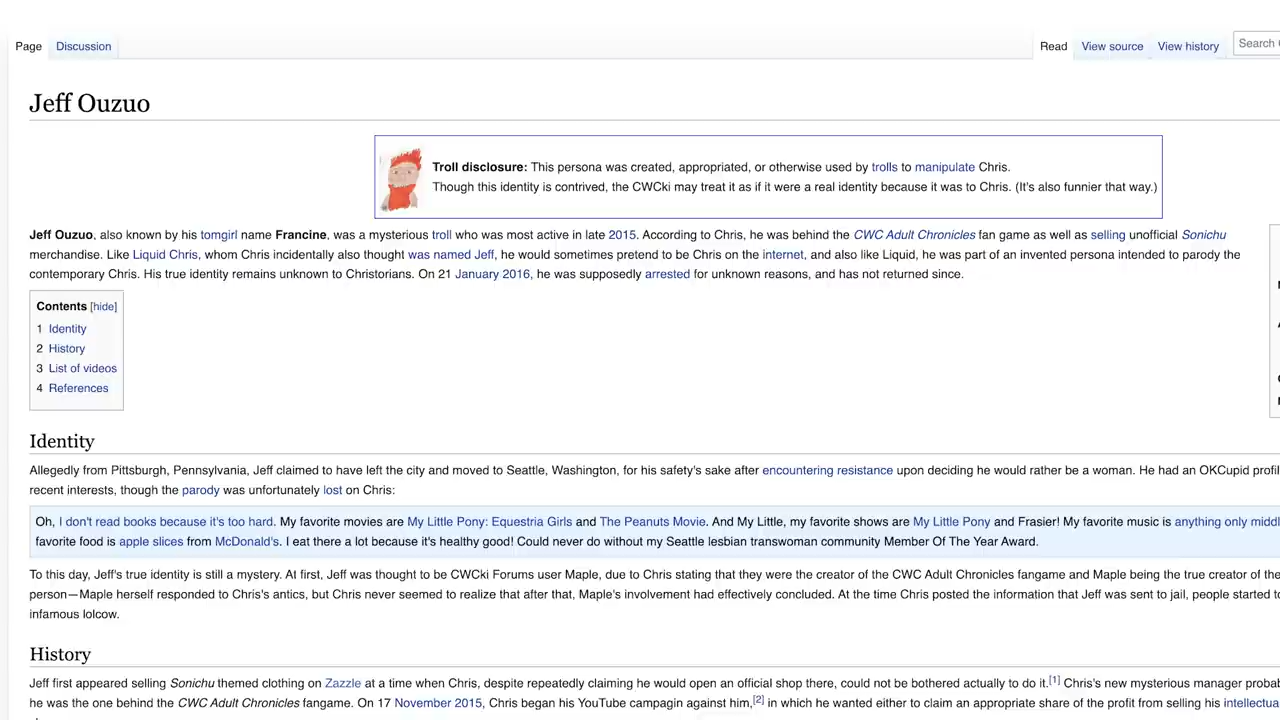 Page Discussion Read View source View history Search
Jeff Ouzuo
Troll disclosure: This persona was created, appropriated, or otherwise used by trolls to manipulate Chris.
Though this identity is contrived, the CWCki may treat it as if it were a real identity because it was to Chris. (It's also funnier that way.)
Jeff Ouzuo, also known by his tomgirl name Francine, was a mysterious troll who was most active in late 2015. According to Chris, he was behind the CWC Adult Chronicles fan game as well as selling unofficial Sonichu
merchandise. Like Liquid Chris, whom Chris incidentally also thought was named Jeff, he would sometimes pretend to be Chris on the internet, and also like Liquid, he was part of an invented persona intended to parody the
contemporary Chris. His true identity remains unknown to Christorians. On 21 January 2016, he was supposedly arrested for unknown reasons, and has not returned since.
Contents [hide]
1 Identity
2 History
3 List of videos
4 References
Identity
Allegedly from Pittsburgh, Pennsylvania, Jeff claimed to have left the city and moved to Seattle, Washington, for his safety's sake after encountering resistance upon deciding he would rather be a woman. He had an OKCupid profil
recent interests, though the parody was unfortunately lost on Chris:
Oh, I don't read books because it's too hard. My favorite movies are My Little Pony: Equestria Girls and The Peanuts Movie. And My Little, my favorite shows are My Little Pony and Frasier! My favorite music is anything only middl
favorite food is apple slices from McDonald's. I eat there a lot because it's healthy good! Could never do without my Seattle lesbian transwoman community Member Of The Year Award.
To this day, Jeff's true identity is still a mystery. At first, Jeff was thought to be CWCki Forums user Maple, due to Chris stating that they were the creator of the CWC Adult Chronicles fangame and Maple being the true creator of the
person—Maple herself responded to Chris's antics, but Chris never seemed to realize that after that, Maple's involvement had effectively concluded. At the time Chris posted the information that Jeff was sent to jail, people started to
infamous lolcow.
History
Jeff first appeared selling Sonichu themed clothing on Zazzle at a time when Chris, despite repeatedly claiming he would open an official shop there, could not be bothered actually to do it.[1] Chris's new mysterious manager probab
he was the one behind the CWC Adult Chronicles fangame. On 17 November 2015, Chris began his YouTube campagin against him,[2] in which he wanted either to claim an appropriate share of the profit from selling his intellectua